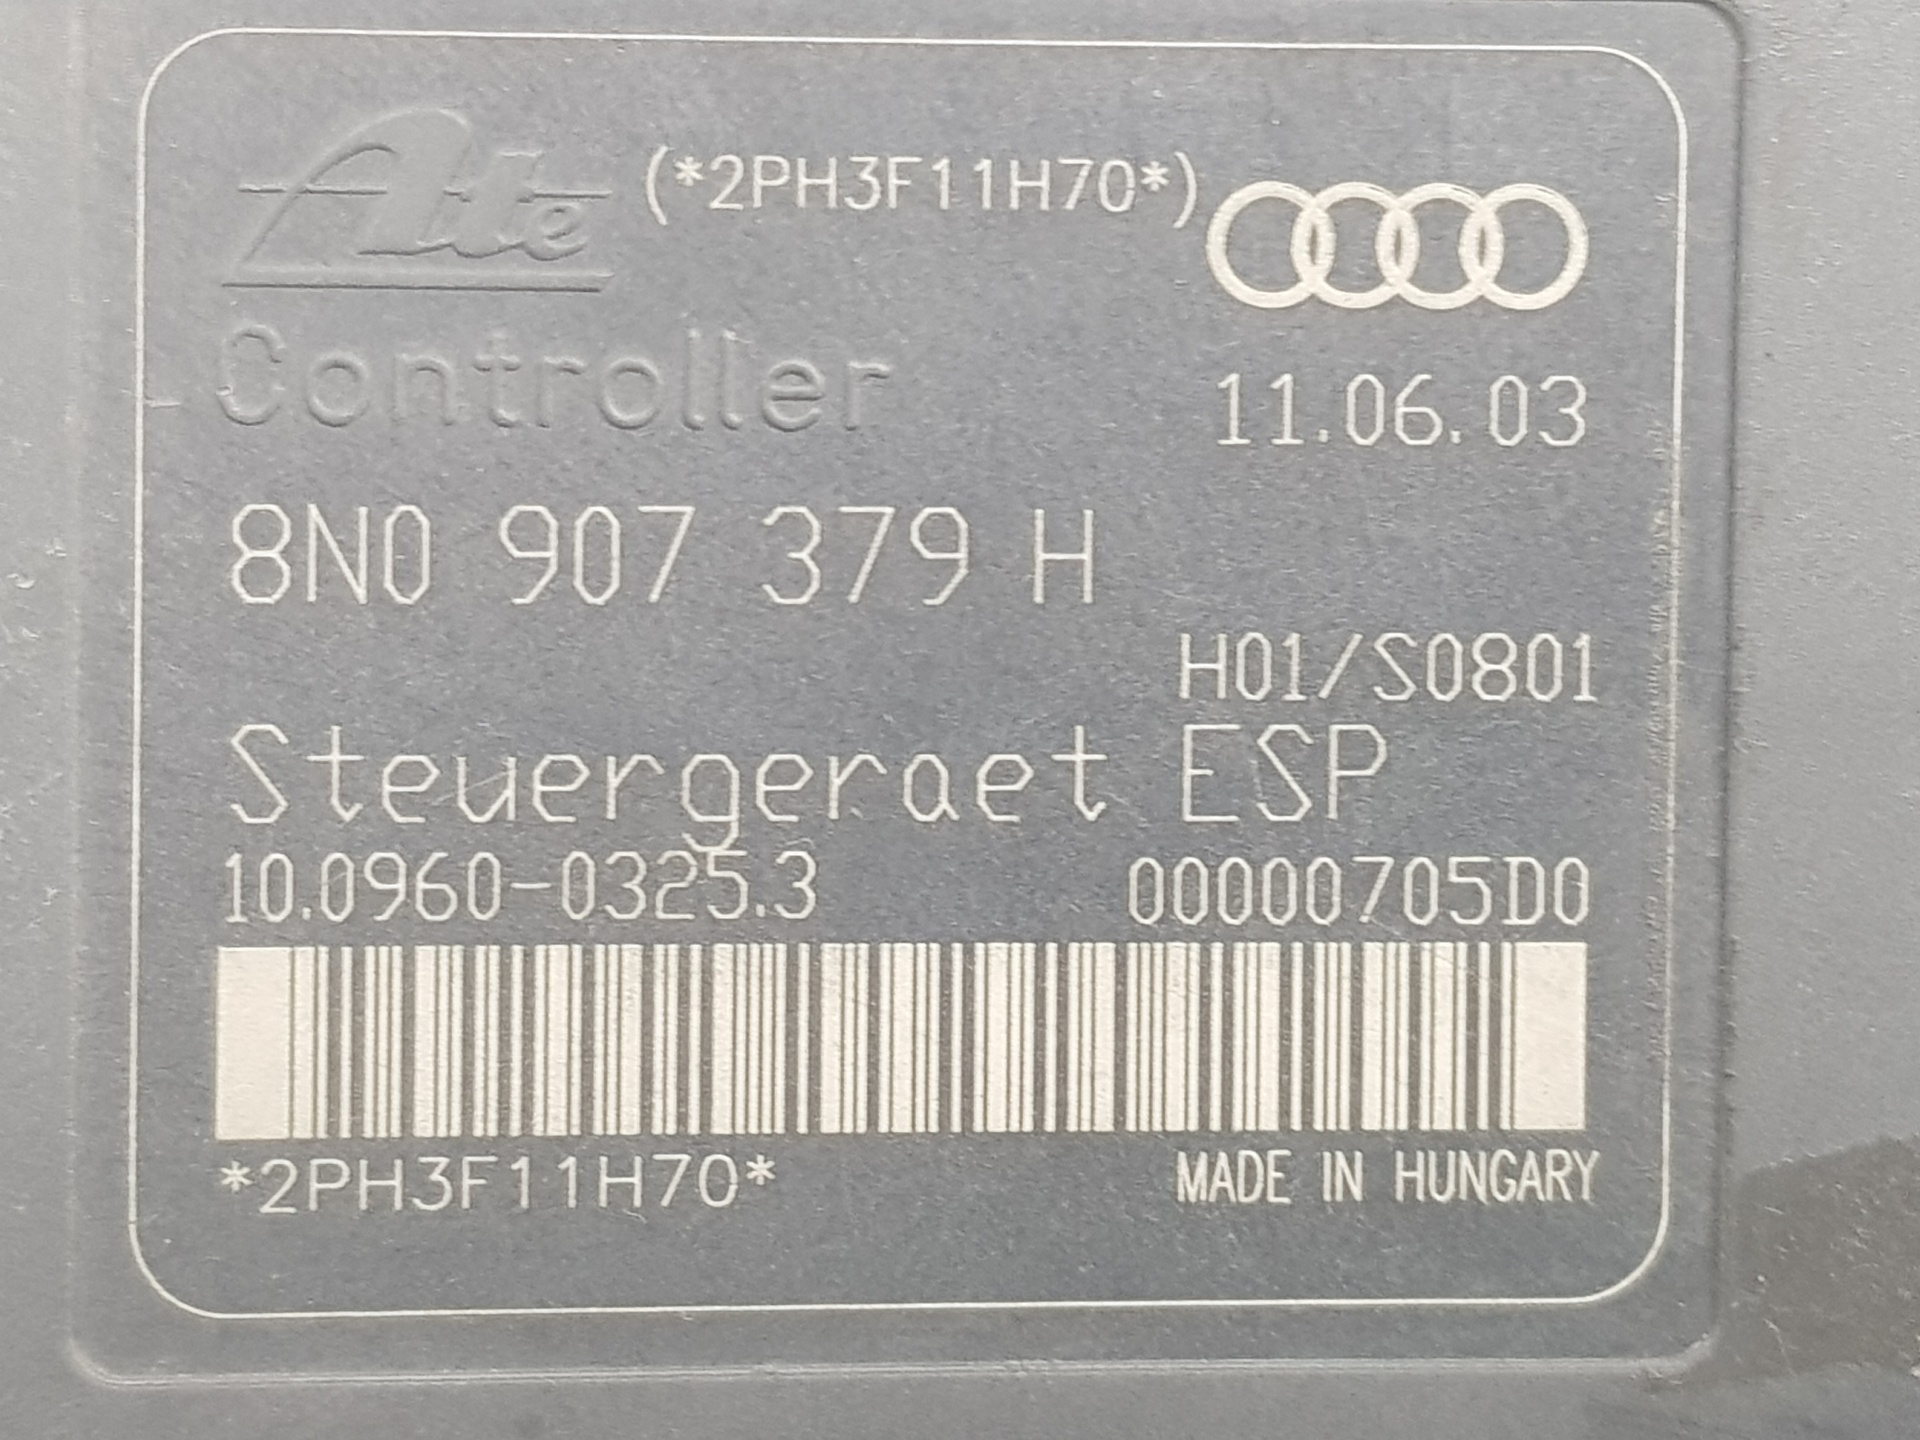 Ate (*2PH3F11H70*)
Controller
11.06.03
8N0 907 379 H
H01/S0801
Steuergeraet ESP
10.0960-0325.3 00000705D0
*2PH3F11H70* MADE IN HUNGARY